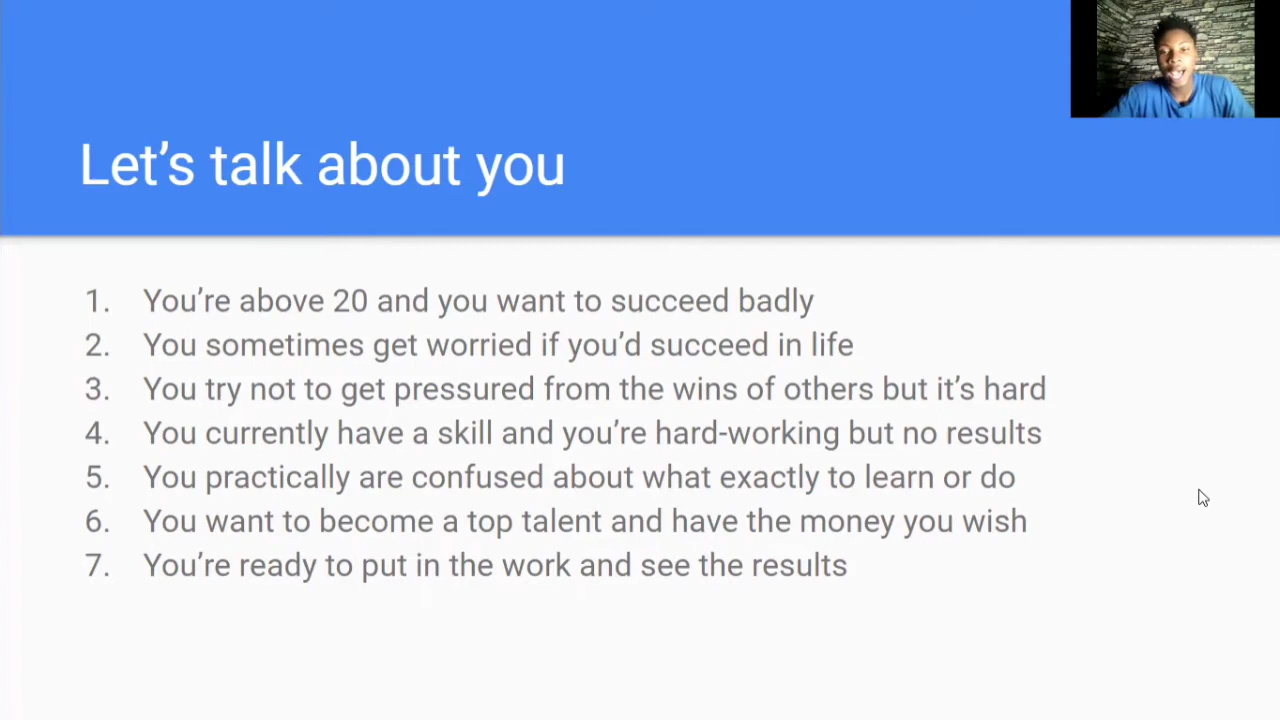 Let’s talk about you
1. You’re above 20 and you want to succeed badly
2. You sometimes get worried if you’d succeed in life
3. You try not to get pressured from the wins of others but it’s hard
4. You currently have a skill and you’re hard-working but no results
5. You practically are confused about what exactly to learn or do
6. You want to become a top talent and have the money you wish
7. You’re ready to put in the work and see the results